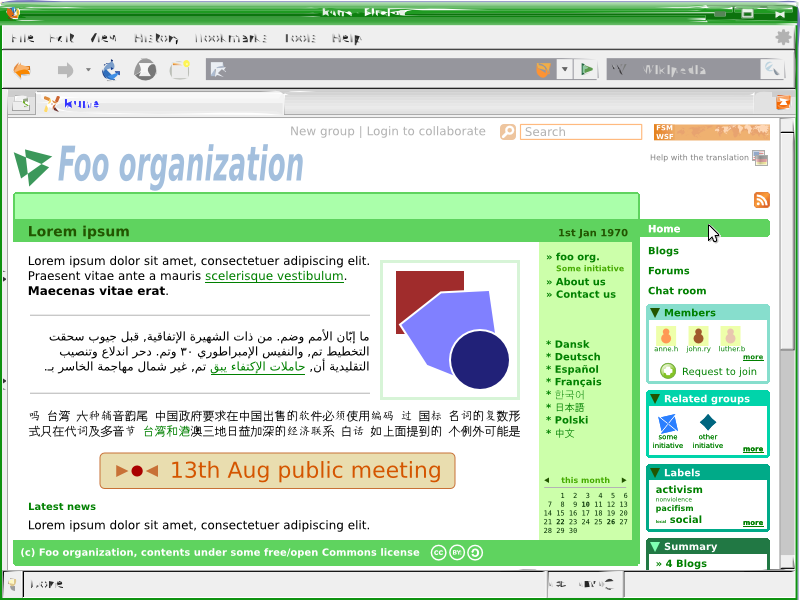 kune - Firefox
File Edit View History Bookmarks Tools Help
Wikipedia
kune
New group | Login to collaborate
Search
FSM
WSF
Help with the translation
Foo organization
Lorem ipsum
1st Jan 1970
Lorem ipsum dolor sit amet, consectetuer adipiscing elit.
Praesent vitae ante a mauris scelerisque vestibulum.
Maecenas vitae erat.
ما إبّان الأمم وضم. من ذات الشهيرة الإتفاقية, قبل جيوب سحقت
التخطيط تم, والنفيس الإمبراطوري ٣٠ وتم. دحر اندلاع وتنصيب
التقليدية أن, حاملات الإكتفاء يبق تم, غير شمال مهاجمة الخاسر بـ.
吗 台湾 六种辅音韵尾 中国政府要求在中国出售的软件必须使用编码 过 国标 名词的复数形
式只在代词及多音节 台湾和港澳三地日益加深的经济联系 白话 如上面提到的 个例外可能是
13th Aug public meeting
Latest news
Lorem ipsum dolor sit amet, consectetuer adipiscing elit.
» foo org.
Some initiative
» About us
» Contact us
* Dansk
* Deutsch
* Español
* Français
* 한국어
* 日本語
* Polski
* 中文
this month
1 2 3 4 5 6
7 8 9 10 11 12 13
14 15 16 17 18 19 20
21 22 23 24 25 26 27
28 29 30
Home
Blogs
Forums
Chat room
Members
anne.h john.ry luther.b
more
Request to join
Related groups
some initiative
other initiative
more
Labels
activism
nonviolence
pacifism
local social
more
Summary
» 4 Blogs
(c) Foo organization, contents under some free/open Commons license
cc BY:
Done